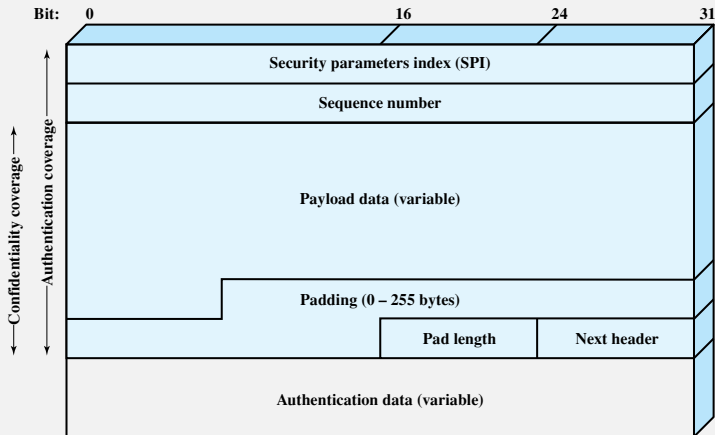 Bit: 0 16 24 31
Security parameters index (SPI)
Sequence number
Payload data (variable)
Padding (0 – 255 bytes)
Pad length
Next header
Authentication data (variable)
Confidentiality coverage
Authentication coverage